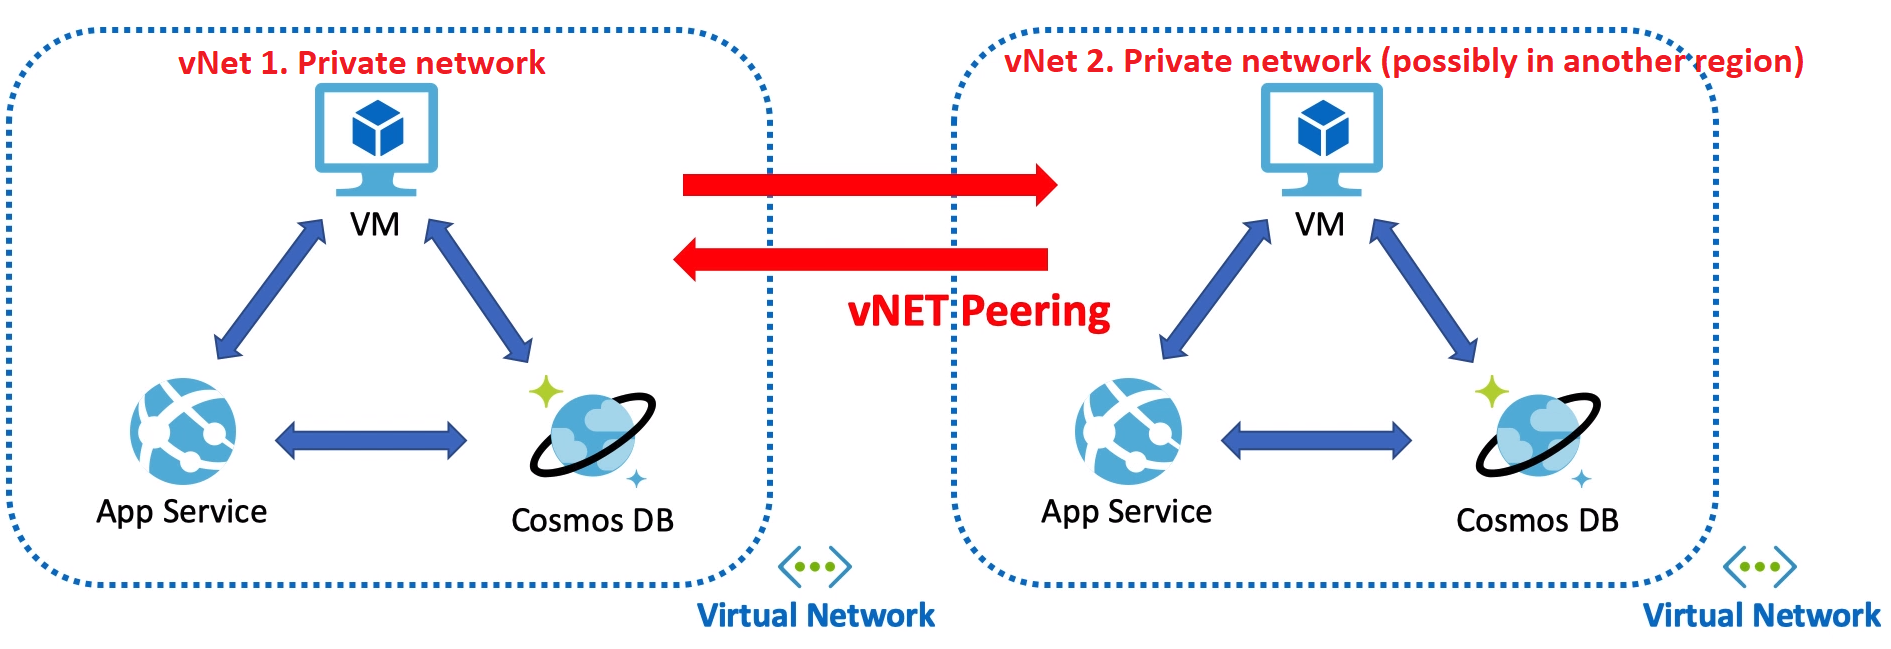 vNet 1. Private network
vNet 2. Private network (possibly in another region)
VM
VM
vNET Peering
App Service
Cosmos DB
App Service
Cosmos DB
Virtual Network
Virtual Network